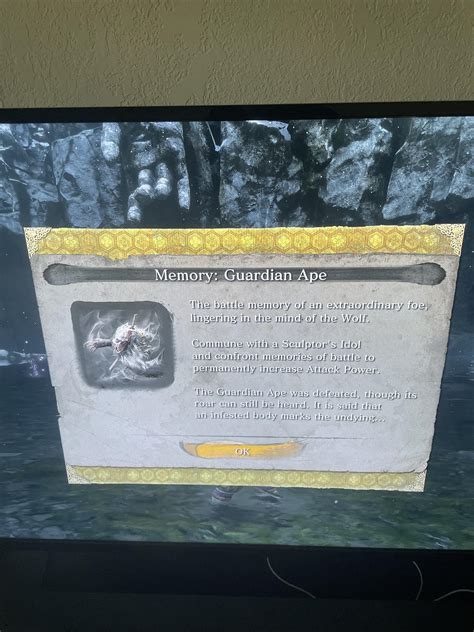 Memory: Guardian Ape
The battle memory of an extraordinary foe,
lingering in the mind of the Wolf.
Commune with a Sculptor's Idol
and confront memories of battle to
permanently increase Attack Power.
The Guardian Ape was defeated, though its
roar can still be heard. It is said that
an infested body marks the undying...
OK